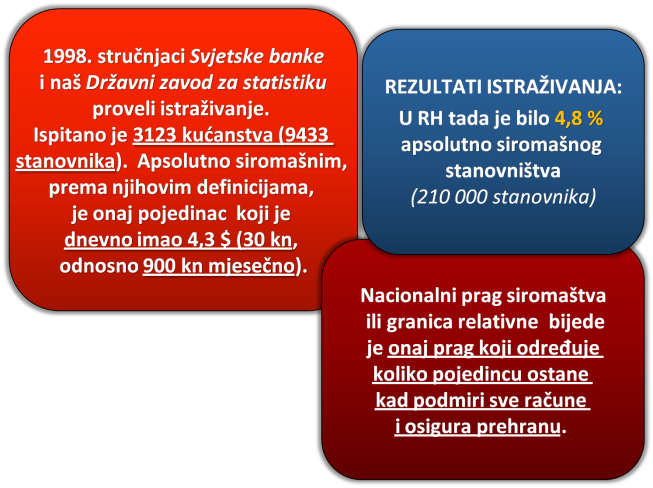 1998. stručnjaci Svjetske banke
i naš Državni zavod za statistiku
proveli istraživanje.
Ispitano je 3123 kućanstva (9433
stanovnika). Apsolutno siromašnim,
prema njihovim definicijama,
je onaj pojedinac koji je
dnevno imao 4,3 $ (30 kn,
odnosno 900 kn mjesečno).
REZULTATI ISTRAŽIVANJA:
U RH tada je bilo 4,8 %
apsolutno siromašnog
stanovništva
(210 000 stanovnika)
Nacionalni prag siromaštva
ili granica relativne bijede
je onaj prag koji određuje
koliko pojedincu ostane
kad podmiri sve račune
i osigura prehranu.